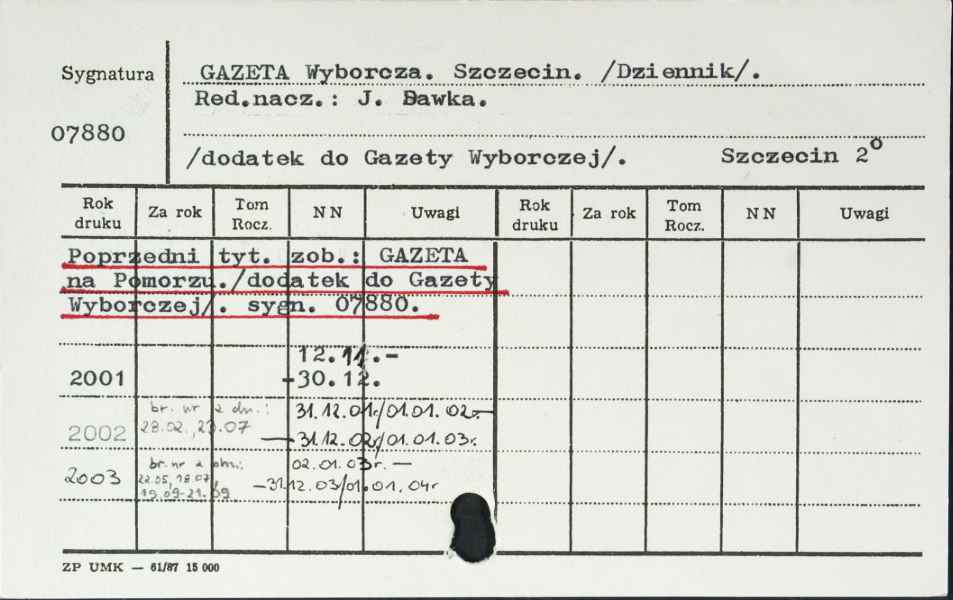 Sygnatura
GAZETA Wyborcza. Szczecin. /Dziennik/.
Red.nacz.: J. Dawka.
07880
/dodatek do Gazety Wyborczej/. Szczecin 2°
Rok druku Za rok Tom Rocz. NN Uwagi Rok druku Za rok Tom Rocz. NN Uwagi
Poprzedni tyt. zob.: GAZETA
na Pomorzu./dodatek do Gazety
Wyborczej/. sygn. 07880.
12.11.-
2001 -30.12.
br. nr z dn.: 31.12.01r/01.01.02r. —
2002 28.02., 23.07 — 31.12.02r/01.01.03r.
br. nr z dn.: 02.01.03r. —
2003 22.05, 18.07, — 31.12.03/01.01.04r
19.09-21.09
ZP UMK — 61/87 15 000